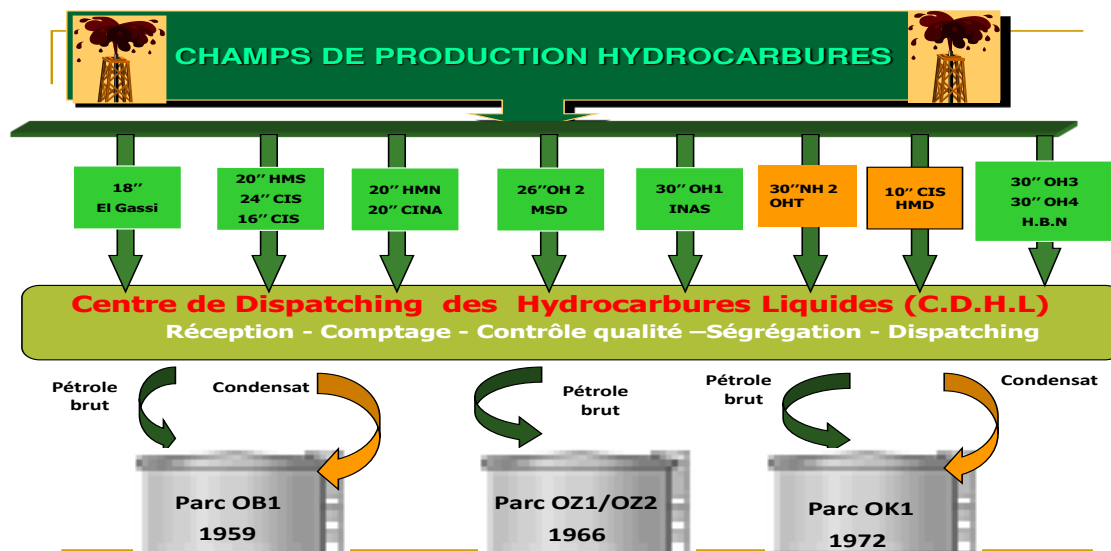 CHAMPS DE PRODUCTION HYDROCARBURES
18’’
El Gassi
20’’ HMS
24’’ CIS
16’’ CIS
20’’ HMN
20’’ CINA
26’’OH 2
MSD
30’’ OH1
INAS
30’’NH 2
OHT
10’’ CIS
HMD
30’’ OH3
30’’ OH4
H.B.N
Centre de Dispatching des Hydrocarbures Liquides (C.D.H.L)
Réception - Comptage - Contrôle qualité –Ségrégation - Dispatching
Pétrole
brut
Condensat
Pétrole
brut
Pétrole
brut
Condensat
Parc OB1
1959
Parc OZ1/OZ2
1966
Parc OK1
1972